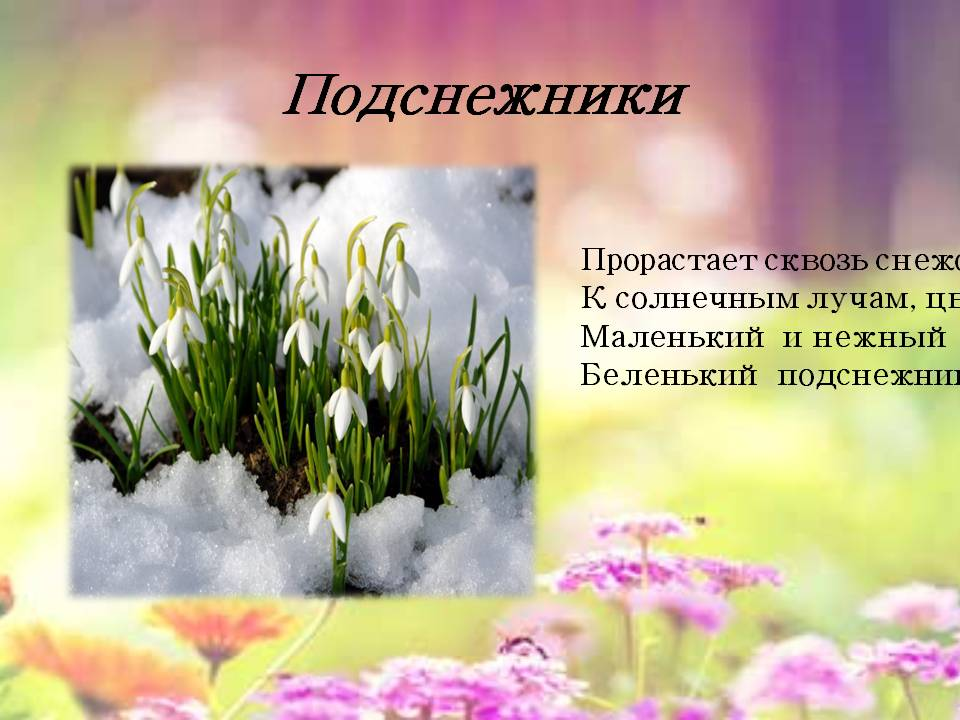 Подснежники
Прорастает сквозь
К солнечным лучам,
Маленький и нежный
Беленький